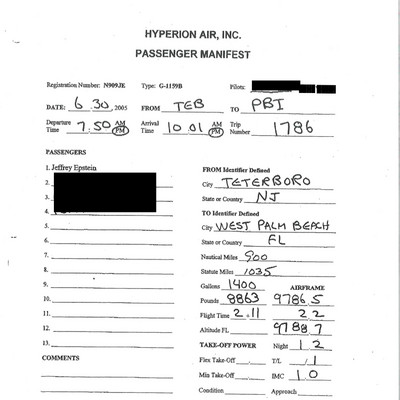 HYPERION AIR, INC.
PASSENGER MANIFEST
Registration Number: N909JE Type: G-1159B Pilots:
DATE: 6.30, 2005 FROM TEB TO PBI
Departure Time 7.50 AM PM Arrival Time 10.01 AM PM Trip Number 1786
PASSENGERS
1. Jeffrey Epstein
2.
3.
4.
5.
6.
7.
8.
9.
10.
11.
12.
13.
COMMENTS
FROM Identifier Defined
City TETERBORO
State or Country NJ
TO Identifier Defined
City WEST PALM BEACH
State or Country FL
Nautical Miles 900
Statute Miles 1035
Gallons 1400 AIRFRAME
Pounds 8863 9786.5
Flight Time 2.11 2 2
Altitude FL 9788 7
TAKE-OFF POWER Night 1 2
Flex Take-Off T/L /1
Min Take-Off IMC 1.0
Condition Approach